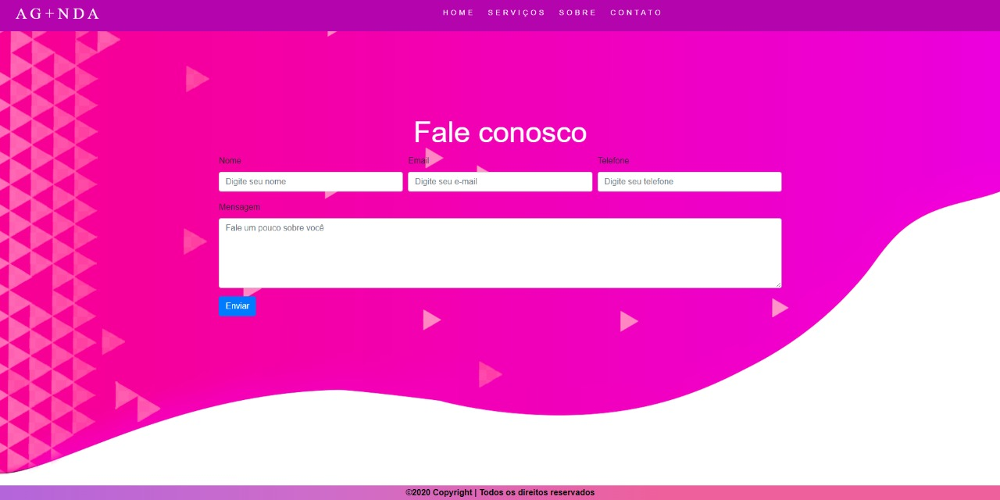 AG+NDA
HOME SERVIÇOS SOBRE CONTATO
Fale conosco
Nome Email Telefone
Digite seu nome Digite seu e-mail Digite seu telefone
Mensagem
Fale um pouco sobre você
Enviar
©2020 Copyright | Todos os direitos reservados